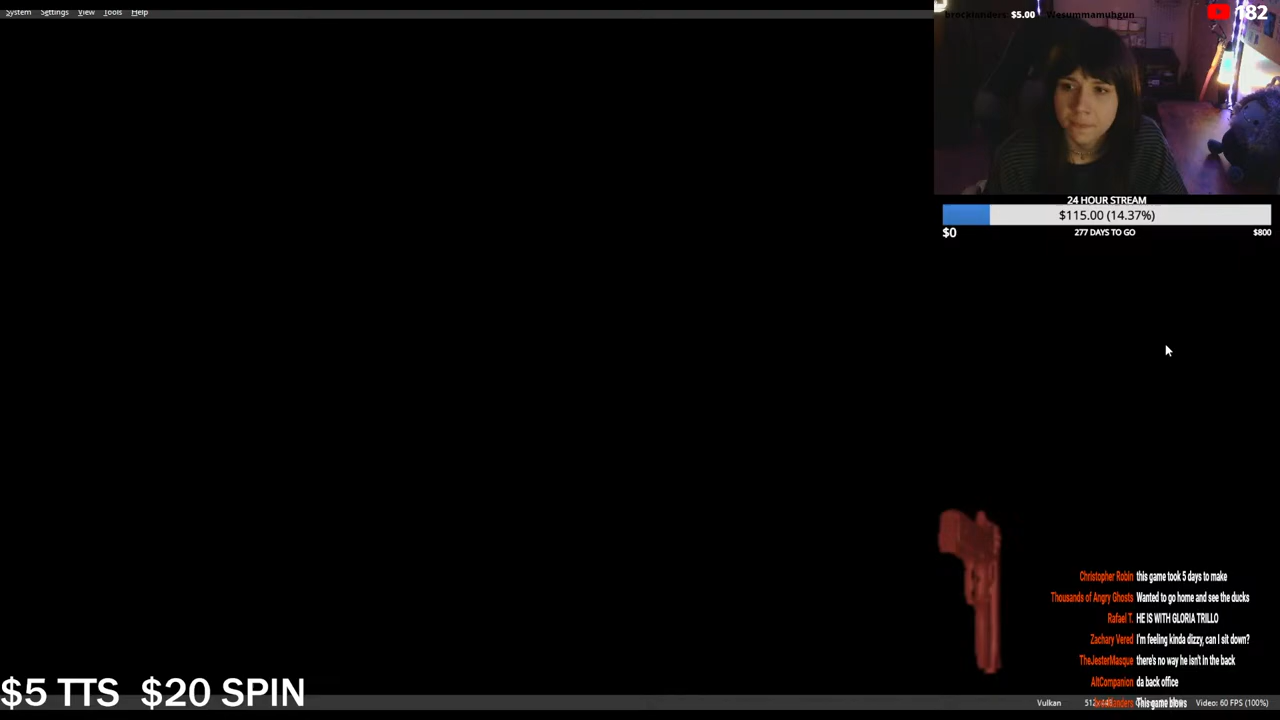 System Settings View Tools Help
brocklanders: $5.00 Wesummamuhgun
182
24 HOUR STREAM
$115.00 (14.37%)
$0 277 DAYS TO GO $800
Christopher Robin this game took 5 days to make
Thousands of Angry Ghosts Wanted to go home and see the ducks
Rafael T. HE IS WITH GLORIA TRILLO
Zachary Vered I'm feeling kinda dizzy, can I sit down?
TheJesterMasque there's no way he isn't in the back
AltCompanion da back office
brocklanders This game blows
$5 TTS $20 SPIN
Vulkan Video: 60 FPS (100%)